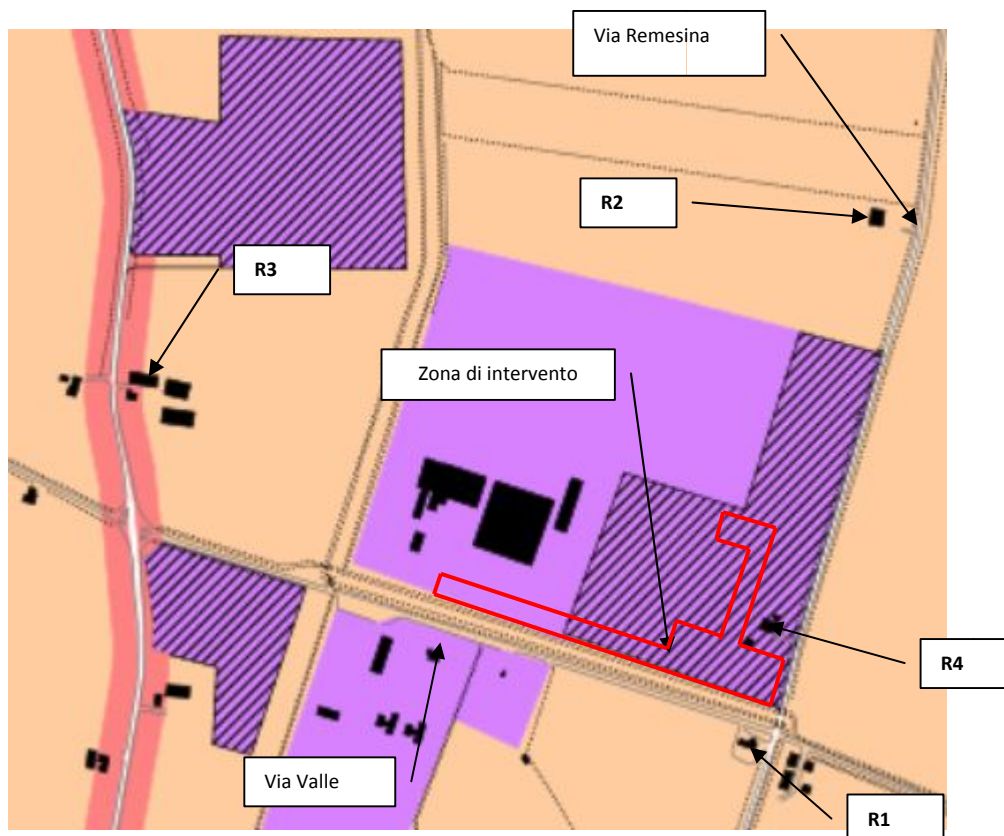 Via Remesina
R2
R3
Zona di intervento
R4
Via Valle
R1